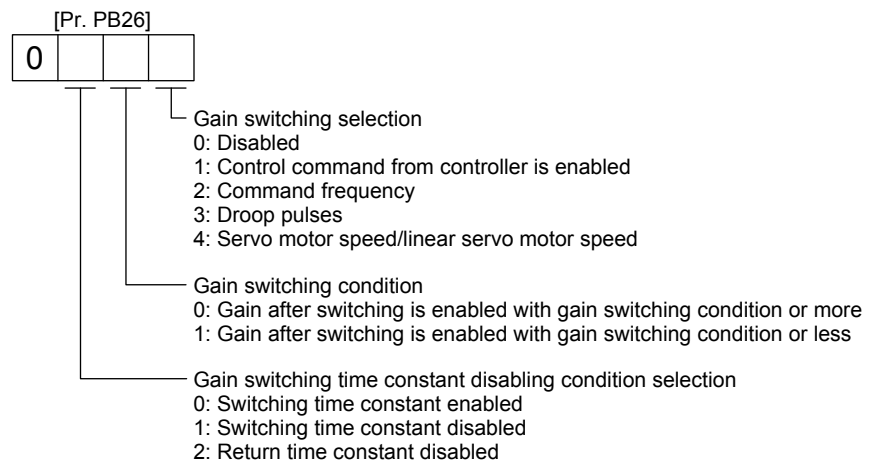 [Pr. PB26]
0
Gain switching selection
0: Disabled
1: Control command from controller is enabled
2: Command frequency
3: Droop pulses
4: Servo motor speed/linear servo motor speed
Gain switching condition
0: Gain after switching is enabled with gain switching condition or more
1: Gain after switching is enabled with gain switching condition or less
Gain switching time constant disabling condition selection
0: Switching time constant enabled
1: Switching time constant disabled
2: Return time constant disabled